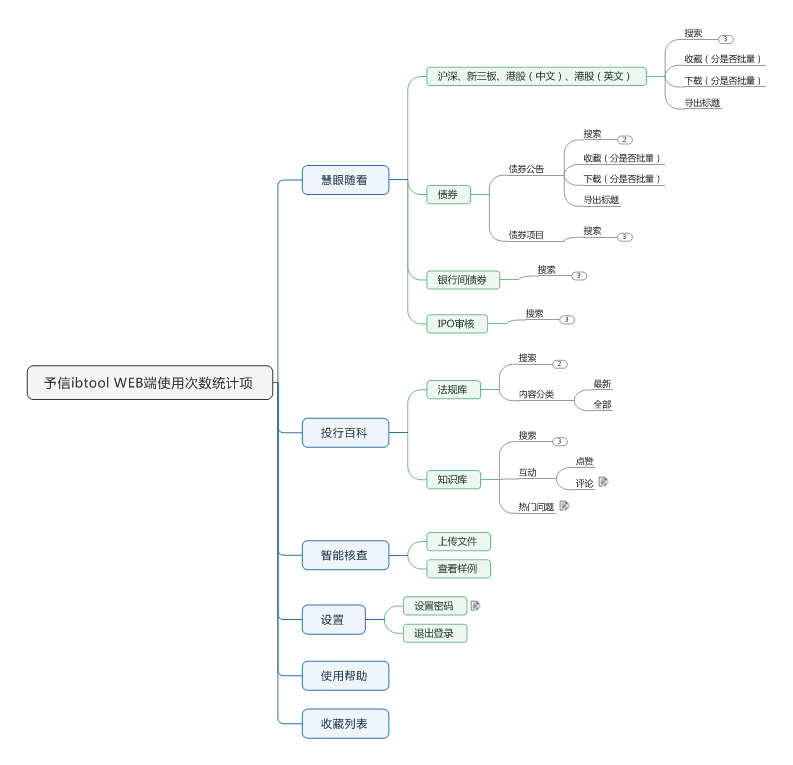 予信ibtool WEB端使用次数统计项
慧眼随看
沪深、新三板、港股（中文）、港股（英文）
搜索 3
收藏（分是否批量）
下载（分是否批量）
导出标题
债券
债券公告
搜索 2
收藏（分是否批量）
下载（分是否批量）
导出标题
债券项目
搜索 3
银行间债券
搜索 3
IPO审核
搜索 3
投行百科
法规库
搜索 2
内容分类
最新
全部
知识库
搜索 3
互动
点赞
评论
热门问题
智能核查
上传文件
查看样例
设置
设置密码
退出登录
使用帮助
收藏列表